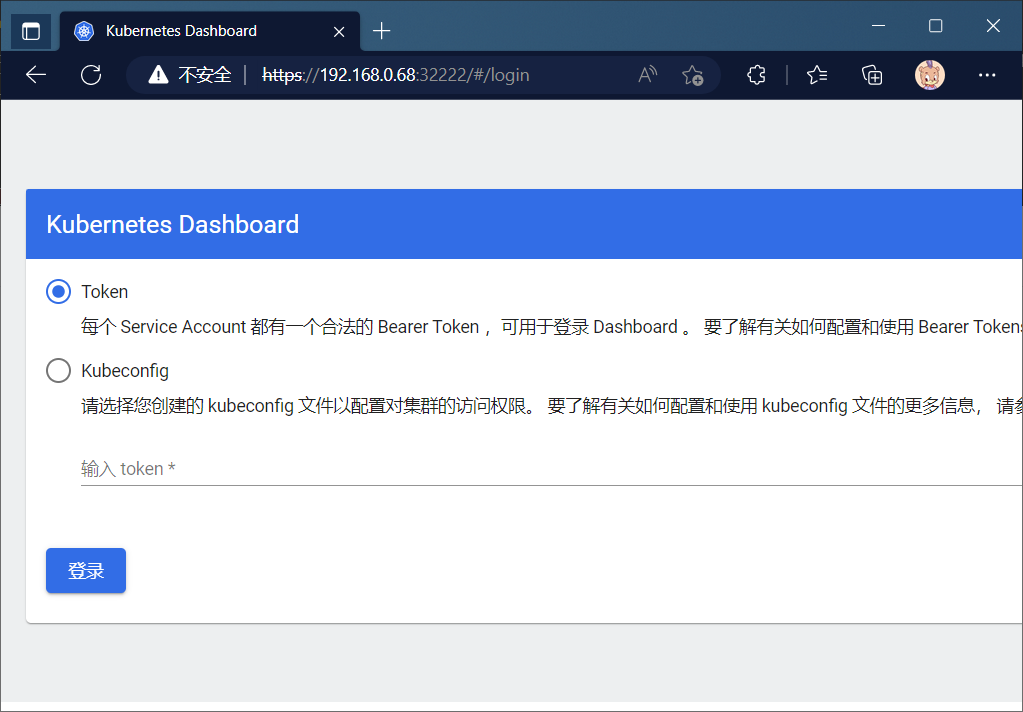 Kubernetes Dashboard
不安全 https://192.168.0.68:32222/#/login
Kubernetes Dashboard
Token
每个 Service Account 都有一个合法的 Bearer Token ，可用于登录 Dashboard 。 要了解有关如何配置和使用 Bearer Tokens
Kubeconfig
请选择您创建的 kubeconfig 文件以配置对集群的访问权限。 要了解有关如何配置和使用 kubeconfig 文件的更多信息， 请参
输入 token *
登录